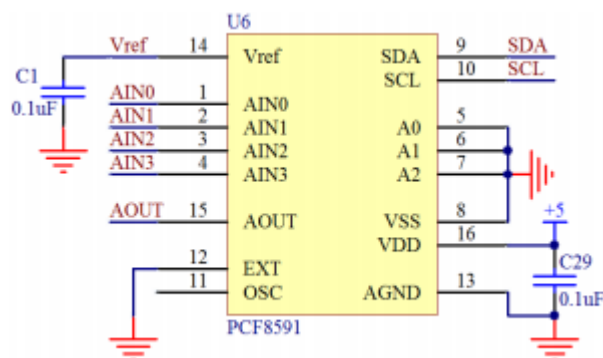 U6
Vref 14 Vref SDA 9 SDA
SCL 10 SCL
C1
0.1uF
AIN0 1 AIN0 A0 5
AIN1 2 AIN1 A1 6
AIN2 3 AIN2 A2 7
AIN3 4 AIN3
AOUT 15 AOUT VSS 8 +5
VDD 16
12 EXT C29
11 OSC AGND 13 0.1uF
PCF8591